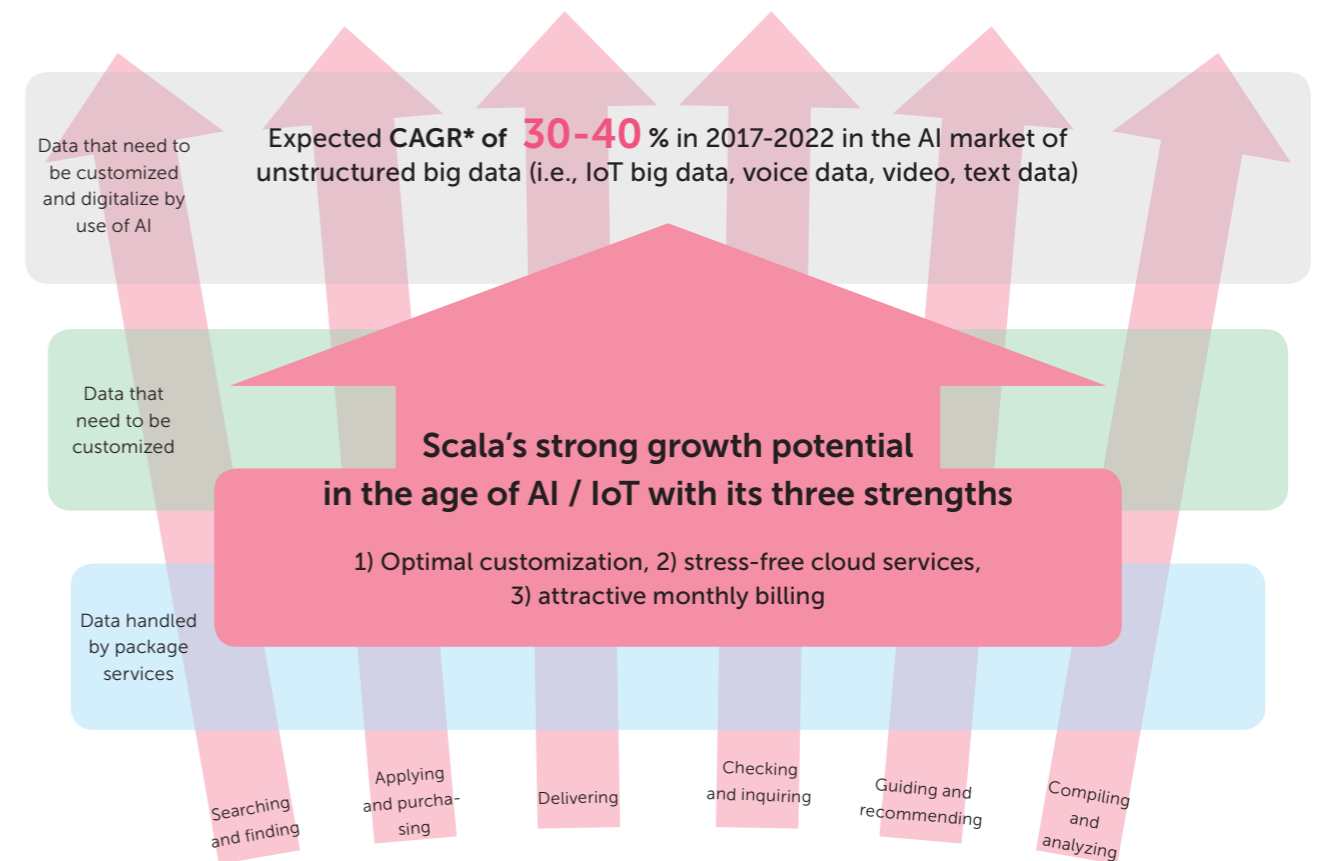 Expected CAGR* of 30-40 % in 2017-2022 in the AI market of
unstructured big data (i.e., IoT big data, voice data, video, text data)
Data that need to
be customized
and digitalize by
use of AI
Data that
need to be
customized
Scala’s strong growth potential
in the age of AI / IoT with its three strengths
1) Optimal customization, 2) stress-free cloud services,
3) attractive monthly billing
Data handled
by package
services
Searching
and finding
Applying
and purcha-
sing
Delivering
Checking
and inquiring
Guiding and
recommending
Compiling
and
analyzing